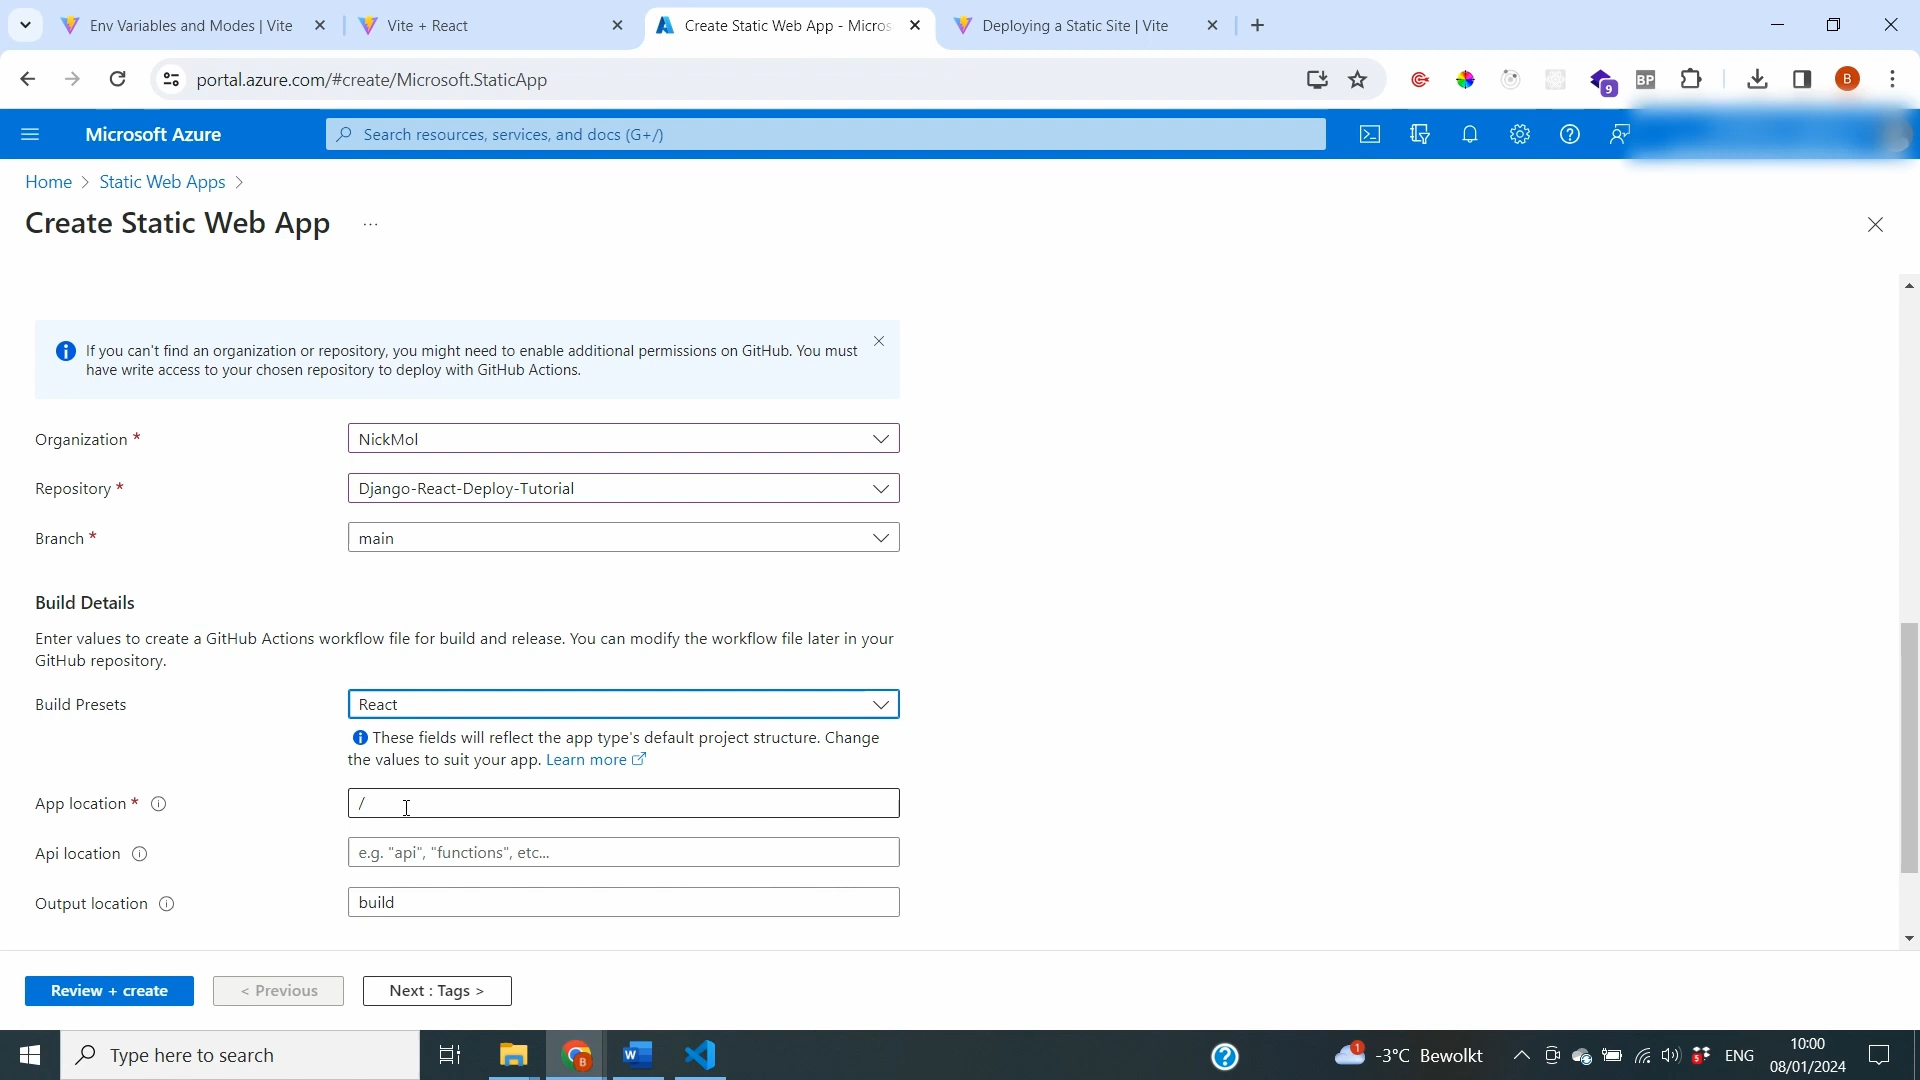 Env Variables and Modes | Vite
Vite + React
Create Static Web App - Micros
Deploying a Static Site | Vite
portal.azure.com/#create/Microsoft.StaticApp
9
BP
B
Microsoft Azure
Search resources, services, and docs (G+/)
Home > Static Web Apps >
Create Static Web App ...
If you can't find an organization or repository, you might need to enable additional permissions on GitHub. You must
have write access to your chosen repository to deploy with GitHub Actions.
Organization *
NickMol
Repository *
Django-React-Deploy-Tutorial
Branch *
main
Build Details
Enter values to create a GitHub Actions workflow file for build and release. You can modify the workflow file later in your
GitHub repository.
Build Presets
React
These fields will reflect the app type's default project structure. Change
the values to suit your app. Learn more
App location *
/
Api location
e.g. "api", "functions", etc...
Output location
build
Review + create
< Previous
Next : Tags >
Type here to search
B
1
-3°C Bewolkt
ENG
10:00
08/01/2024